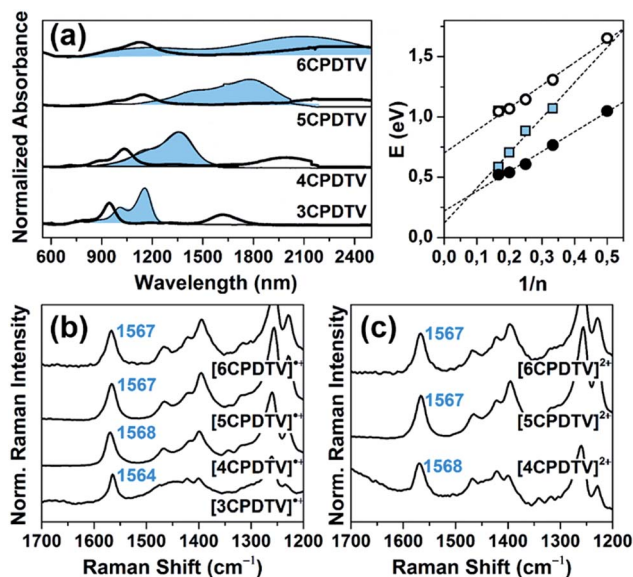 (a)
Normalized Absorbance
6CPDTV
5CPDTV
4CPDTV
3CPDTV
600 900 1200 1500 1800 2100 2400
Wavelength (nm)
E (eV)
1,5
1,0
0,5
0,0
0,0 0,1 0,2 0,3 0,4 0,5
1/n
(b)
Norm. Raman Intensity
1567
[6CPDTV]•+
1567
[5CPDTV]•+
1568
[4CPDTV]•+
1564
[3CPDTV]•+
1700 1600 1500 1400 1300 1200
Raman Shift (cm⁻¹)
(c)
Norm. Raman Intensity
1567
[6CPDTV]²⁺
1567
[5CPDTV]²⁺
1568
[4CPDTV]²⁺
1700 1600 1500 1400 1300 1200
Raman Shift (cm⁻¹)